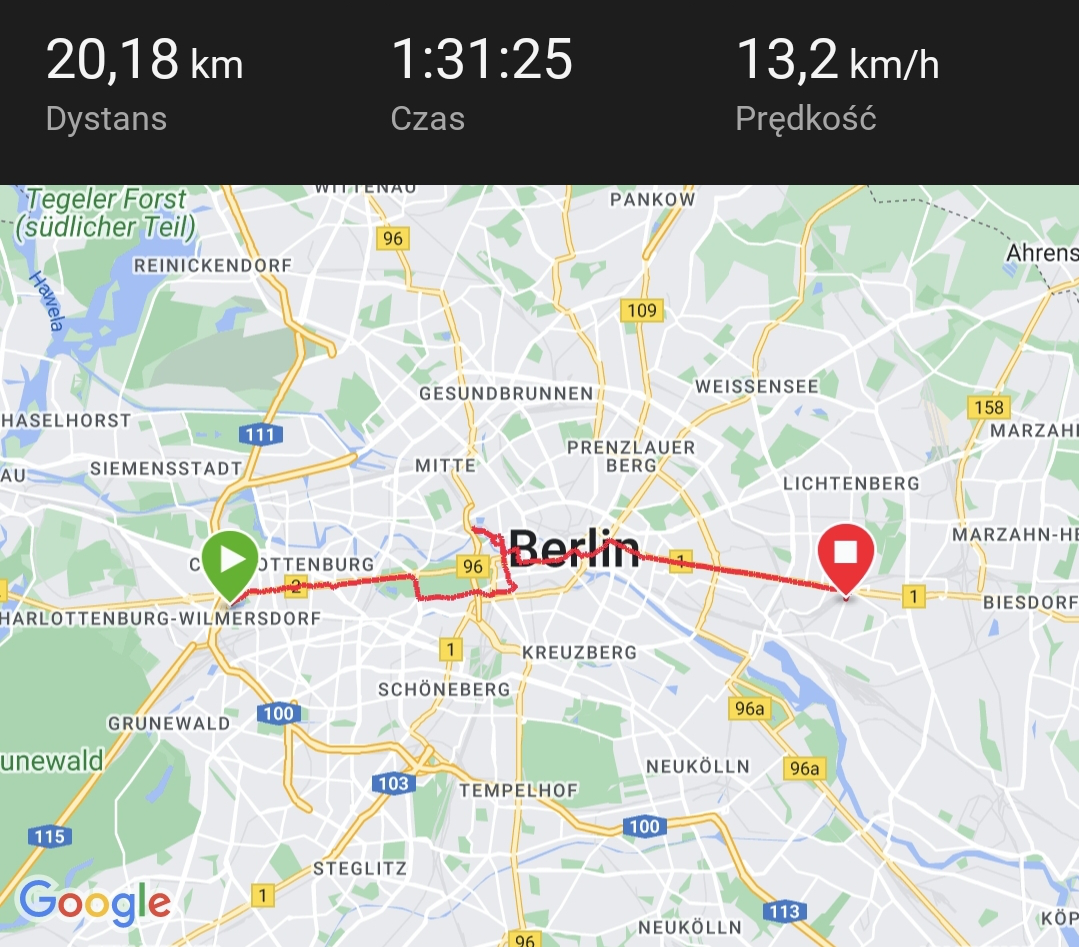 20,18 km
1:31:25
13,2 km/h
Dystans
Czas
Prędkość
Tegeler Forst
(südlicher Teil)
WITTENAU
PANKOW
96
Ahrens
REINICKENDORF
Hawela
109
GESUNDBRUNNEN
WEISSENSEE
158
HASELHORST
111
MARZAH
PRENZLAUER
BERG
MITTE
SIEMENSSTADT
AU
LICHTENBERG
MARZAHN-HE
Berlin
96
1
OTTENBURG
2
1
BIESDORF
HARLOTTENBURG-WILMERSDORF
1
KREUZBERG
SCHÖNEBERG
100
96a
GRUNEWALD
unewald
NEUKÖLLN
96a
103
TEMPELHOF
115
100
STEGLITZ
1
Google
113
KÖP
NEUKÖLLN
96